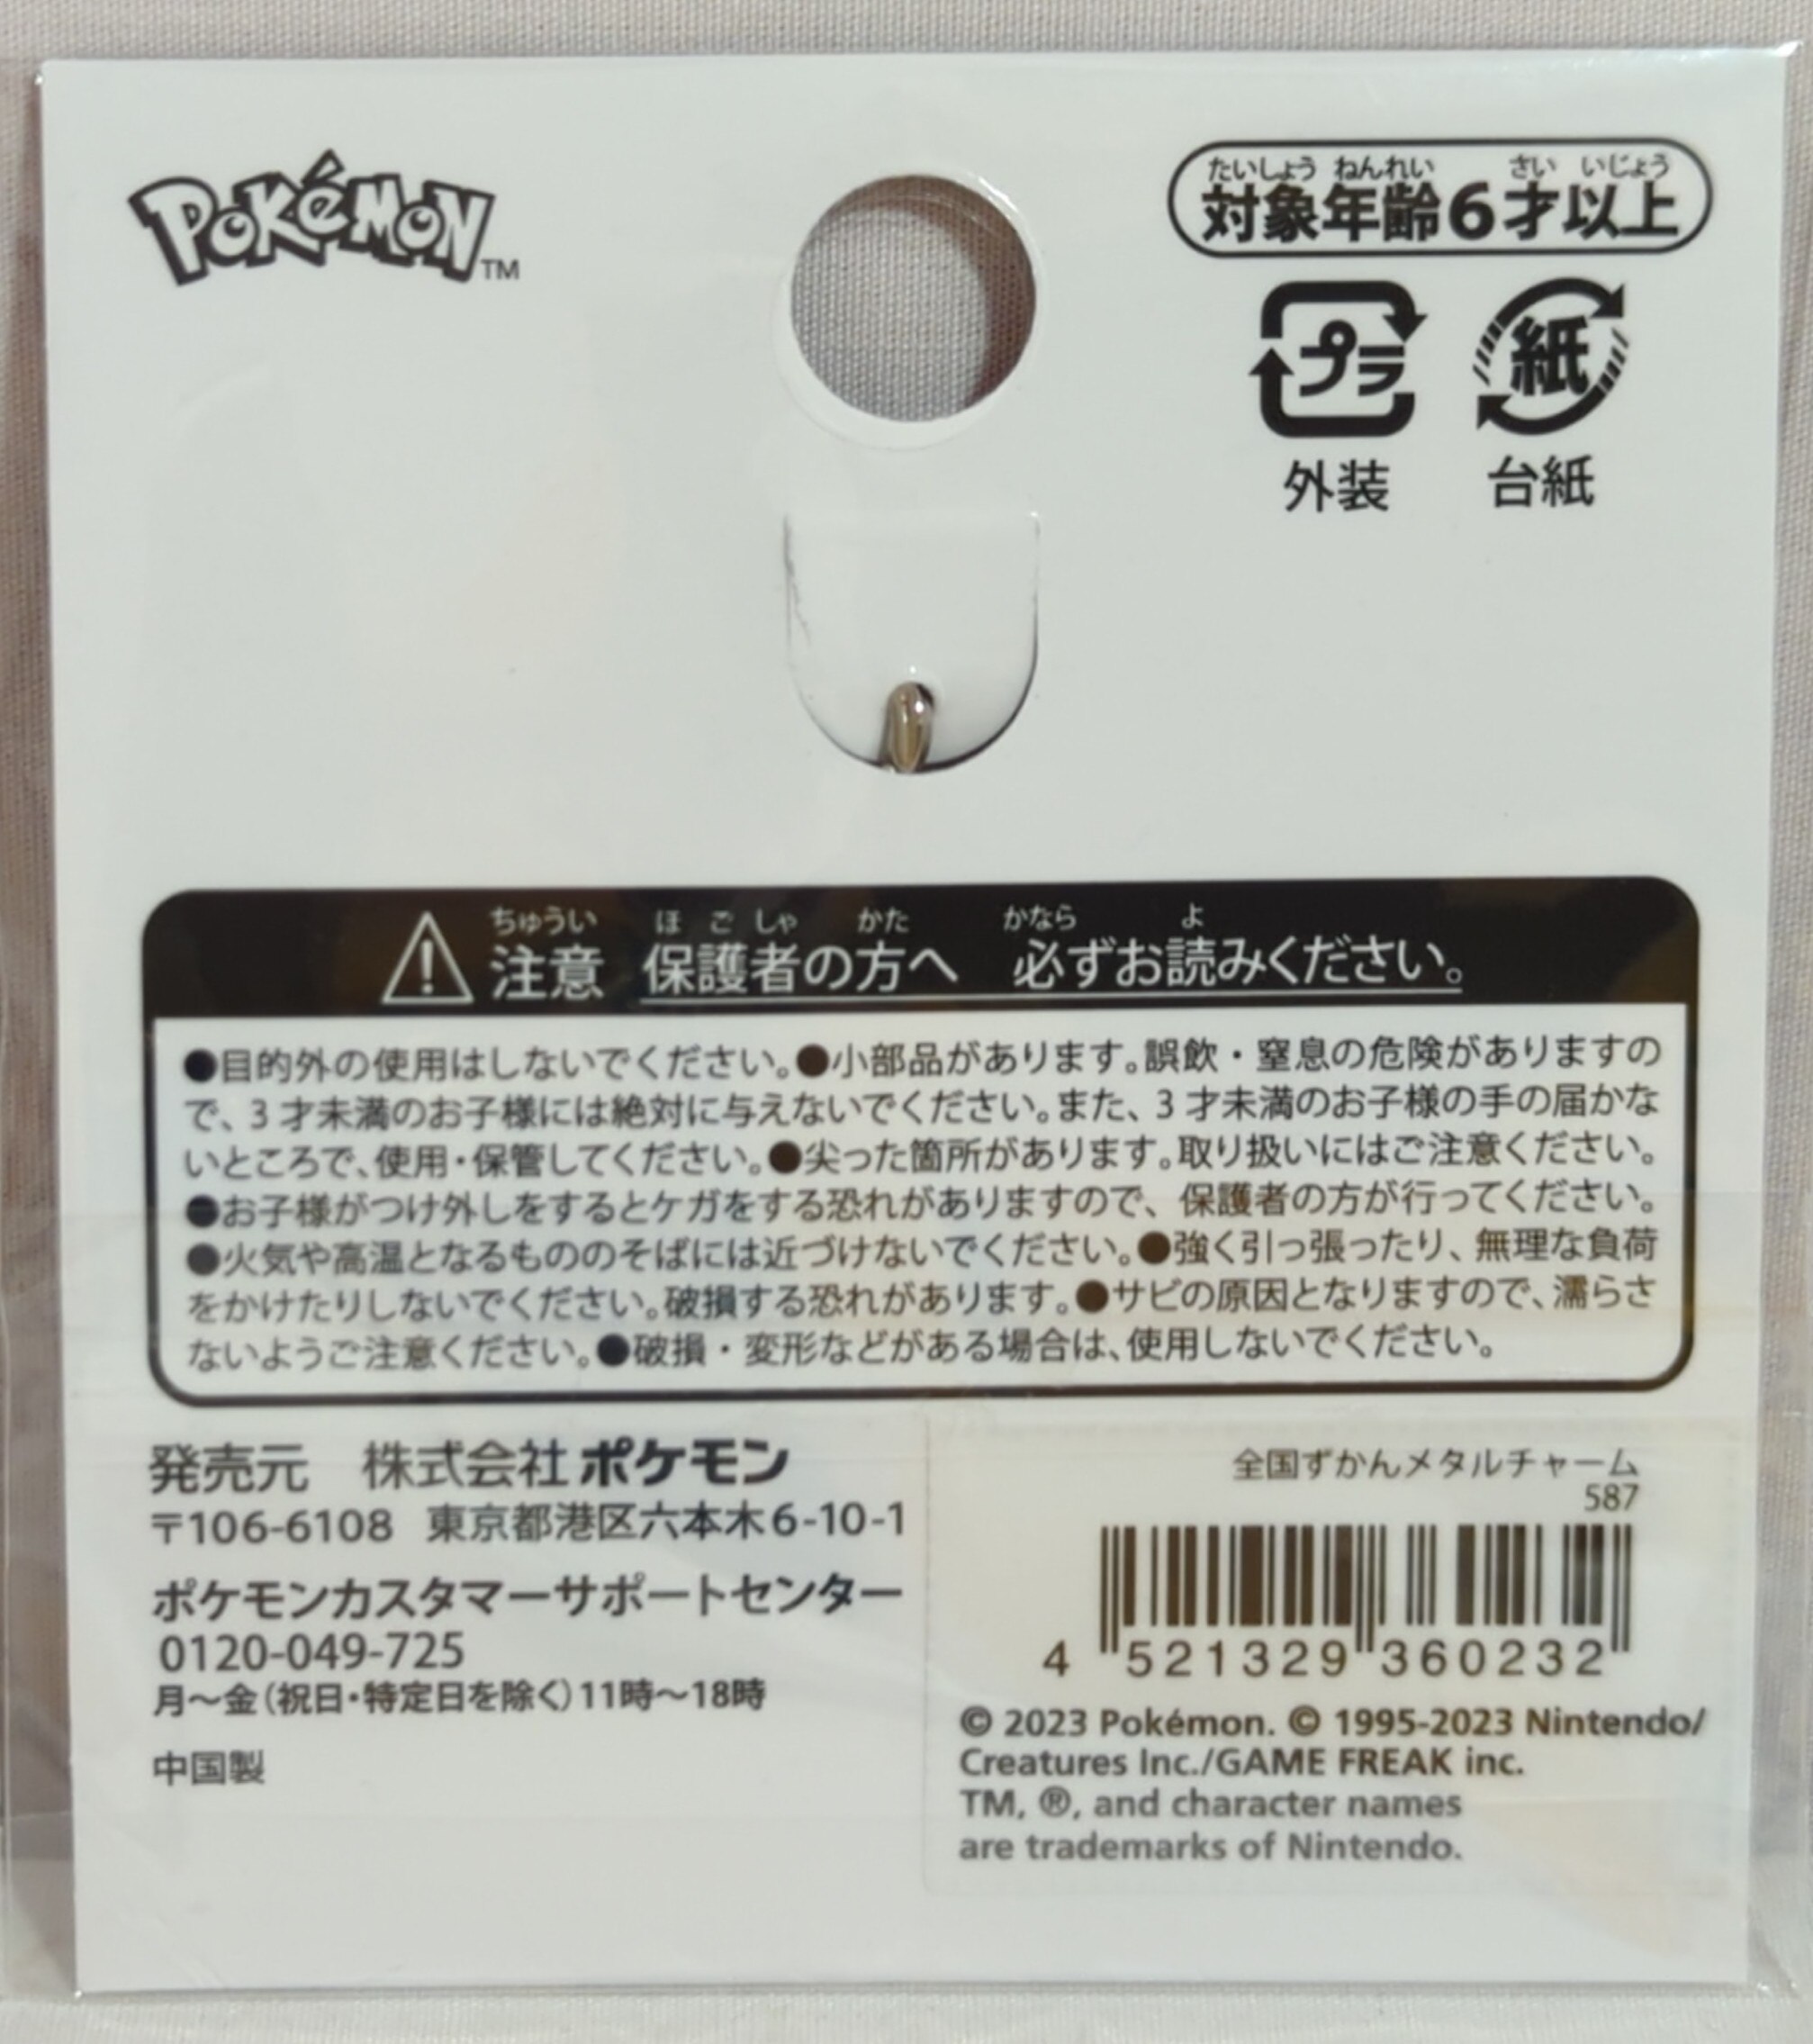 POKéMON™
たいしょう ねんれい さい いじょう
対象年齢6才以上
プラ 紙
外装 台紙
ちゅうい ほごしゃ かた かなら よ
注意 保護者の方へ 必ずお読みください。
●目的外の使用はしないでください。●小部品があります。誤飲・窒息の危険がありますの
で、3才未満のお子様には絶対に与えないでください。また、3才未満のお子様の手の届かな
いところで、使用・保管してください。●尖った箇所があります。取り扱いにはご注意ください。
●お子様がつけ外しをするとケガをする恐れがありますので、保護者の方が行ってください。
●火気や高温となるもののそばには近づけないでください。●強く引っ張ったり、無理な負荷
をかけたりしないでください。破損する恐れがあります。●サビの原因となりますので、濡らさ
ないようご注意ください。●破損・変形などがある場合は、使用しないでください。
発売元 株式会社ポケモン
〒106-6108 東京都港区六本木6-10-1
ポケモンカスタマーサポートセンター
0120-049-725
月～金(祝日・特定日を除く)11時～18時
中国製
全国ずかんメタルチャーム
587
4 521329 360232
© 2023 Pokémon. © 1995-2023 Nintendo/
Creatures Inc./GAME FREAK inc.
TM, ®, and character names
are trademarks of Nintendo.